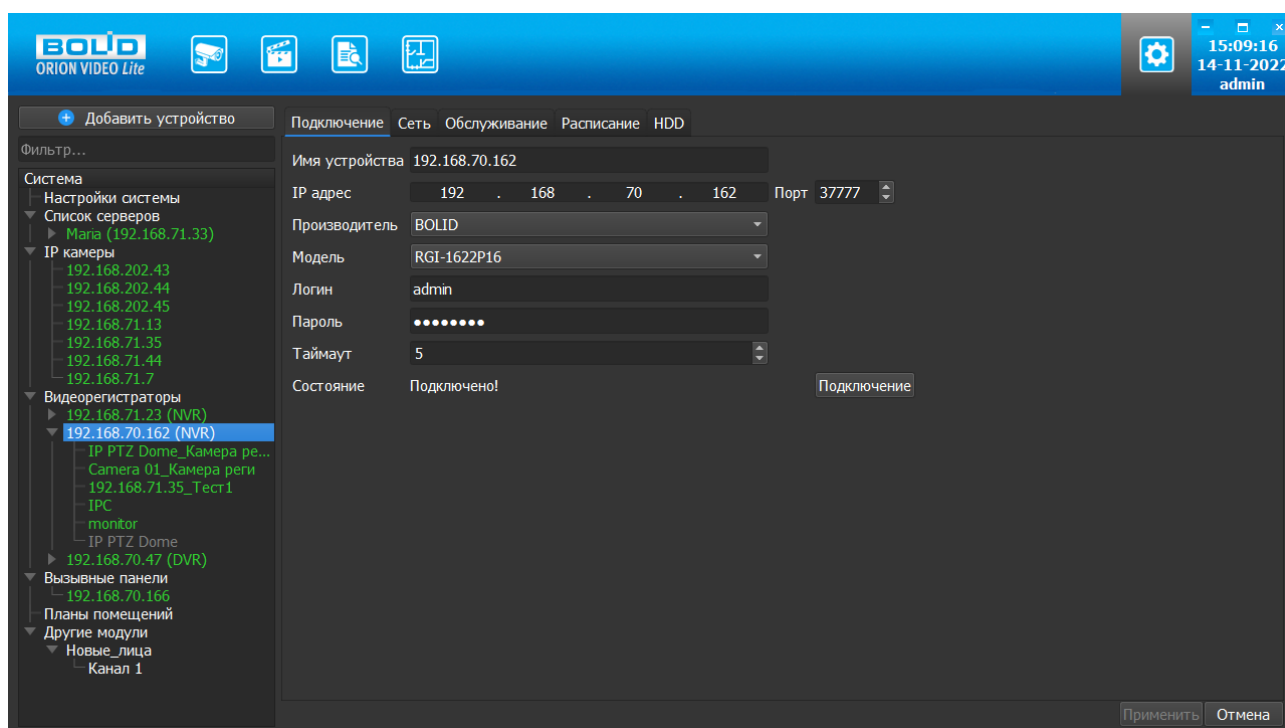 BOLID
ORION VIDEO Lite
15:09:16
14-11-2022
admin
Добавить устройство
Фильтр...
Система
Настройки системы
Список серверов
Maria (192.168.71.33)
IP камеры
192.168.202.43
192.168.202.44
192.168.202.45
192.168.71.13
192.168.71.35
192.168.71.44
192.168.71.7
Видеорегистраторы
192.168.71.23 (NVR)
192.168.70.162 (NVR)
IP PTZ Dome_Камера ре...
Camera 01_Камера реги
192.168.71.35_Тест1
IPC
monitor
IP PTZ Dome
192.168.70.47 (DVR)
Вызывные панели
192.168.70.166
Планы помещений
Другие модули
Новые_лица
Канал 1
Подключение Сеть Обслуживание Расписание HDD
Имя устройства 192.168.70.162
IP адрес 192 . 168 . 70 . 162 Порт 37777
Производитель BOLID
Модель RGI-1622P16
Логин admin
Пароль ●●●●●●●●
Таймаут 5
Состояние Подключено! Подключение
Применить Отмена